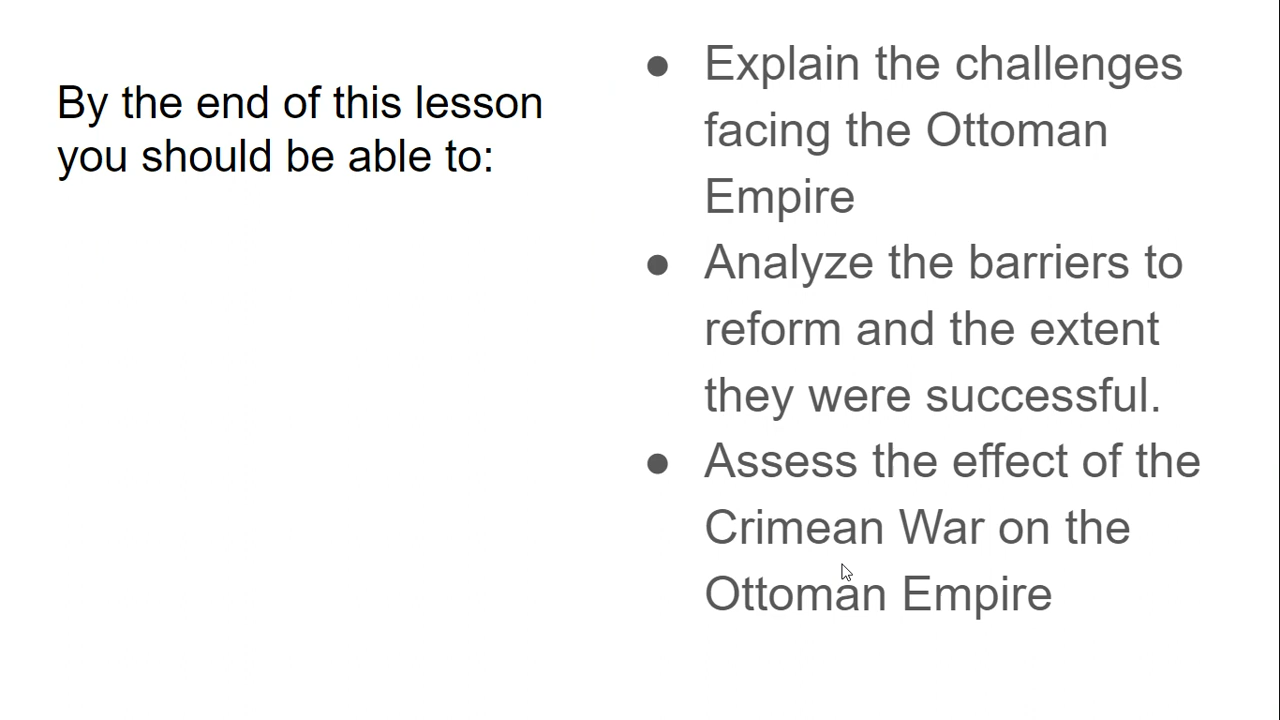 By the end of this lesson
you should be able to:
● Explain the challenges
facing the Ottoman
Empire
● Analyze the barriers to
reform and the extent
they were successful.
● Assess the effect of the
Crimean War on the
Ottoman Empire